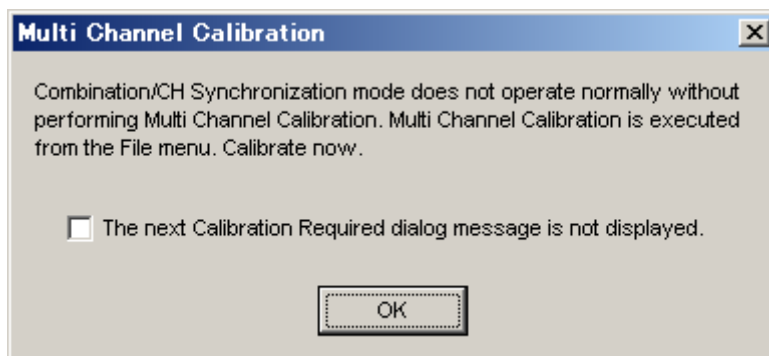 Multi Channel Calibration
Combination/CH Synchronization mode does not operate normally without
performing Multi Channel Calibration. Multi Channel Calibration is executed
from the File menu. Calibrate now.
The next Calibration Required dialog message is not displayed.
OK